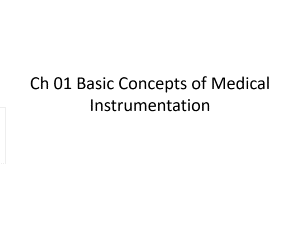 Ch 01 Basic Concepts of Medical
Instrumentation